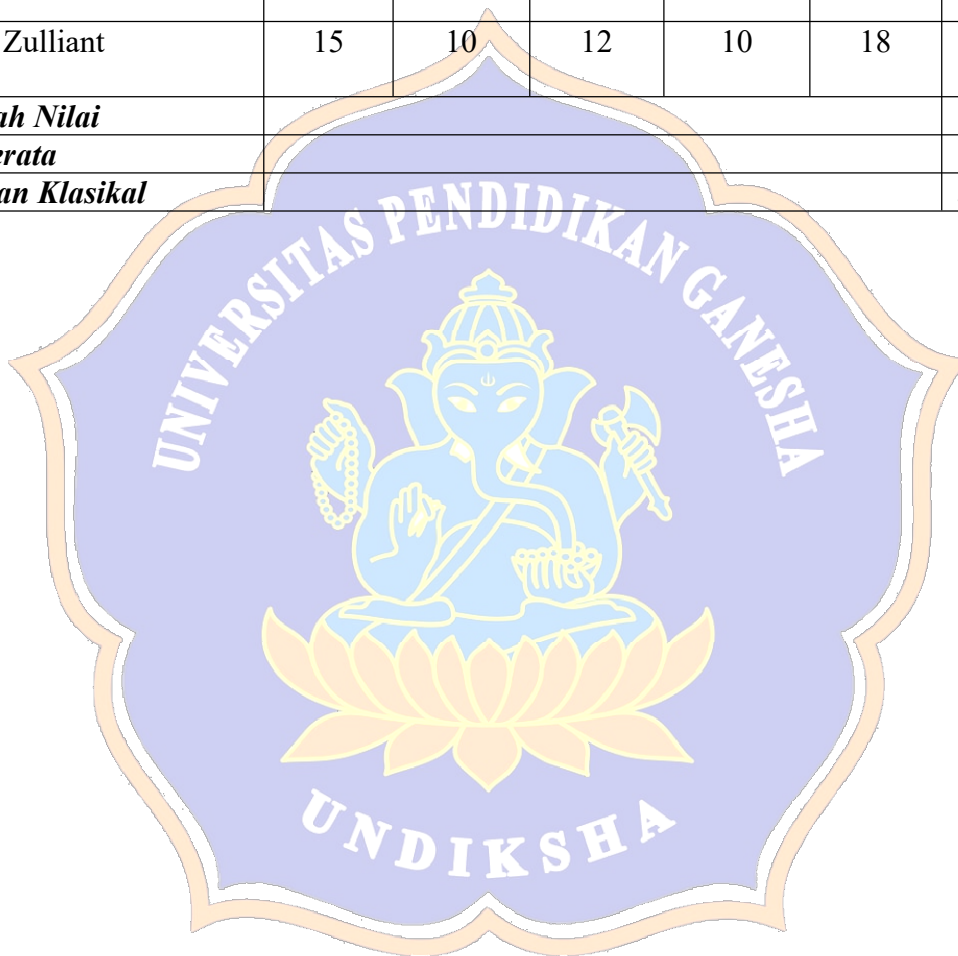 Zulliant 15 10 12 10 18
ah Nilai
erata
an Klasikal
UNIVERSITAS PENDIDIKAN GANESHA
UNDIKSHA